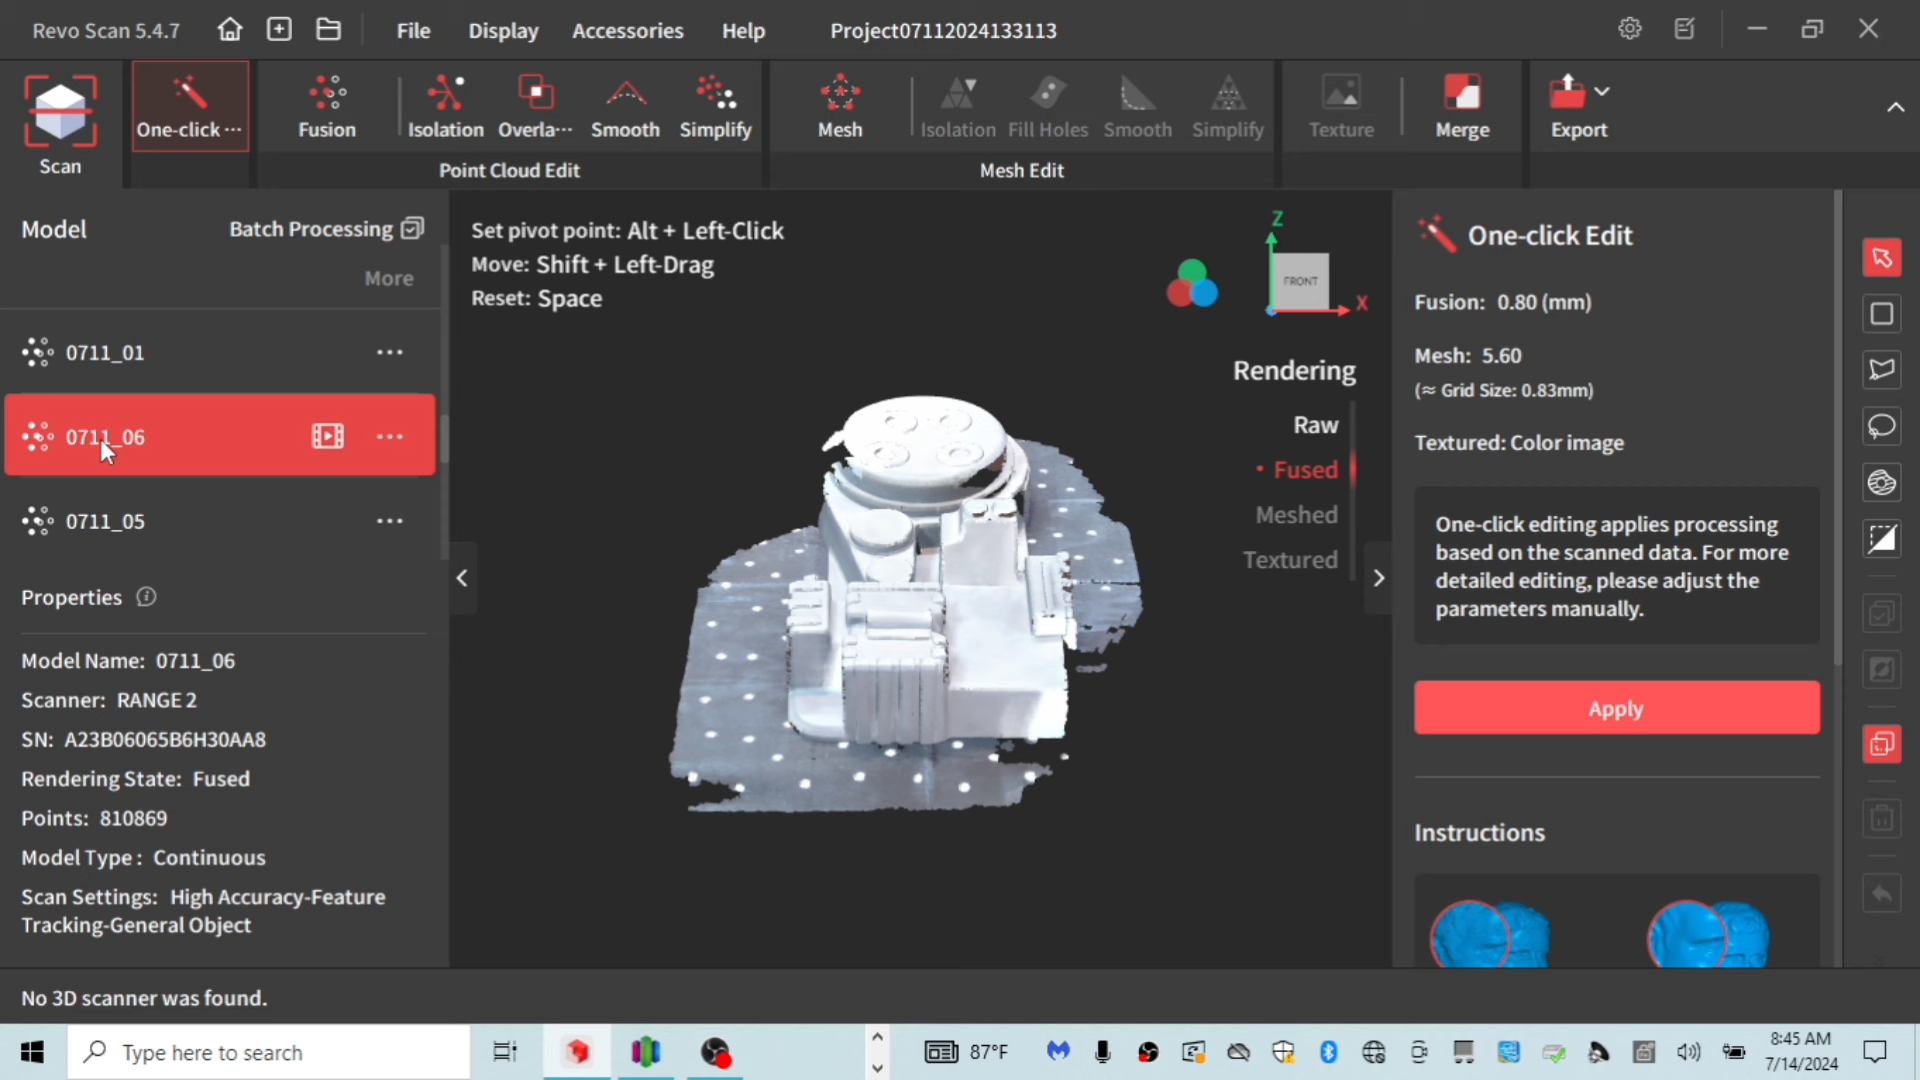 Revo Scan 5.4.7
File
Display
Accessories
Help
Project07112024133113
Scan
One-click ···
Fusion
Isolation
Overla···
Smooth
Simplify
Point Cloud Edit
Mesh
Isolation
Fill Holes
Smooth
Simplify
Mesh Edit
Texture
Merge
Export
Model
Batch Processing
More
0711_01
0711_06
0711_05
Properties
Model Name: 0711_06
Scanner: RANGE 2
SN: A23B06065B6H30AA8
Rendering State: Fused
Points: 810869
Model Type : Continuous
Scan Settings: High Accuracy-Feature
Tracking-General Object
Set pivot point: Alt + Left-Click
Move: Shift + Left-Drag
Reset: Space
Z
FRONT
X
Rendering
Raw
• Fused
Meshed
Textured
One-click Edit
Fusion: 0.80 (mm)
Mesh: 5.60
(≈ Grid Size: 0.83mm)
Textured: Color image
One-click editing applies processing
based on the scanned data. For more
detailed editing, please adjust the
parameters manually.
Apply
Instructions
No 3D scanner was found.
Type here to search
87°F
8:45 AM
7/14/2024